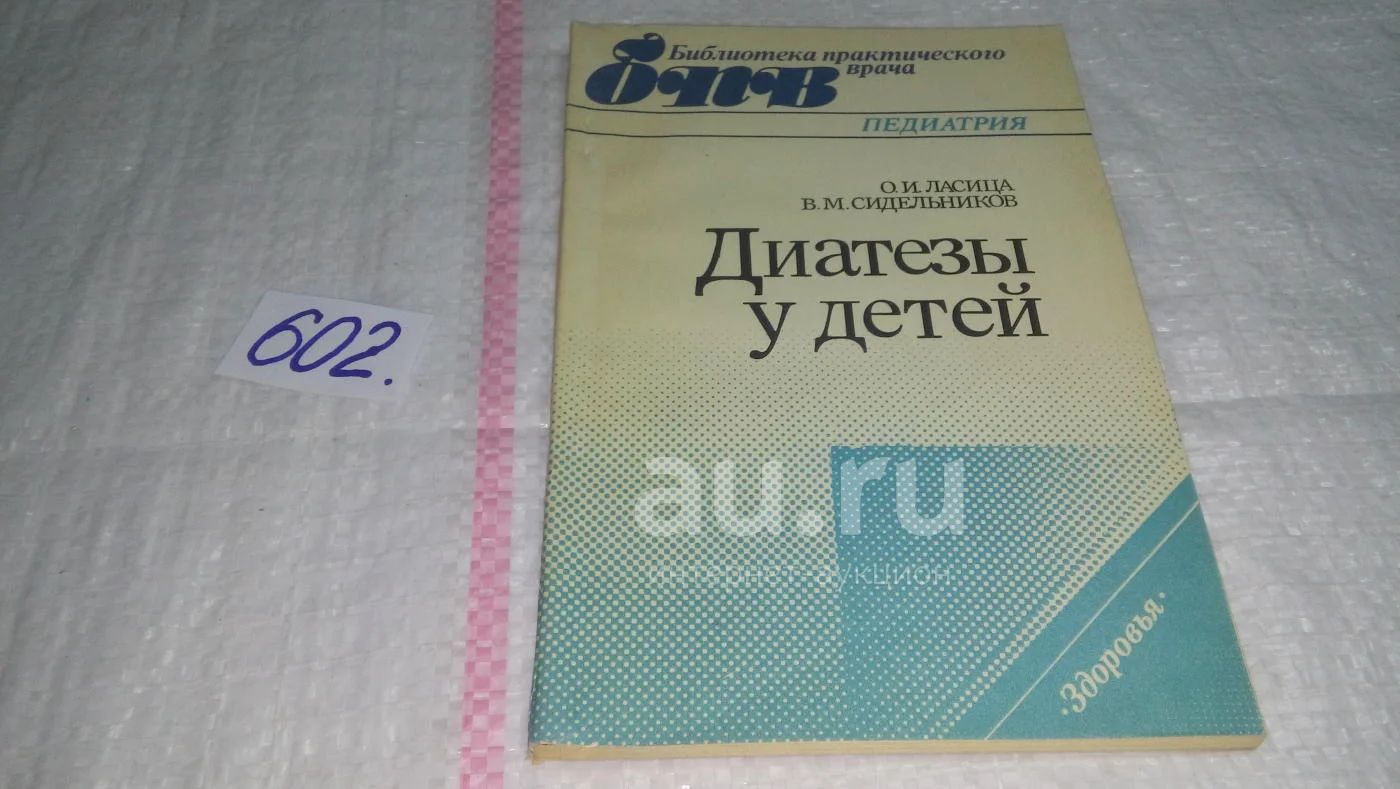 Библиотека практического
врача
бпв
ПЕДИАТРИЯ
О. И. ЛАСИЦА
В. М. СИДЕЛЬНИКОВ
Диатезы
у детей
602.
au.ru
интернет-аукцион
·Здоровья·